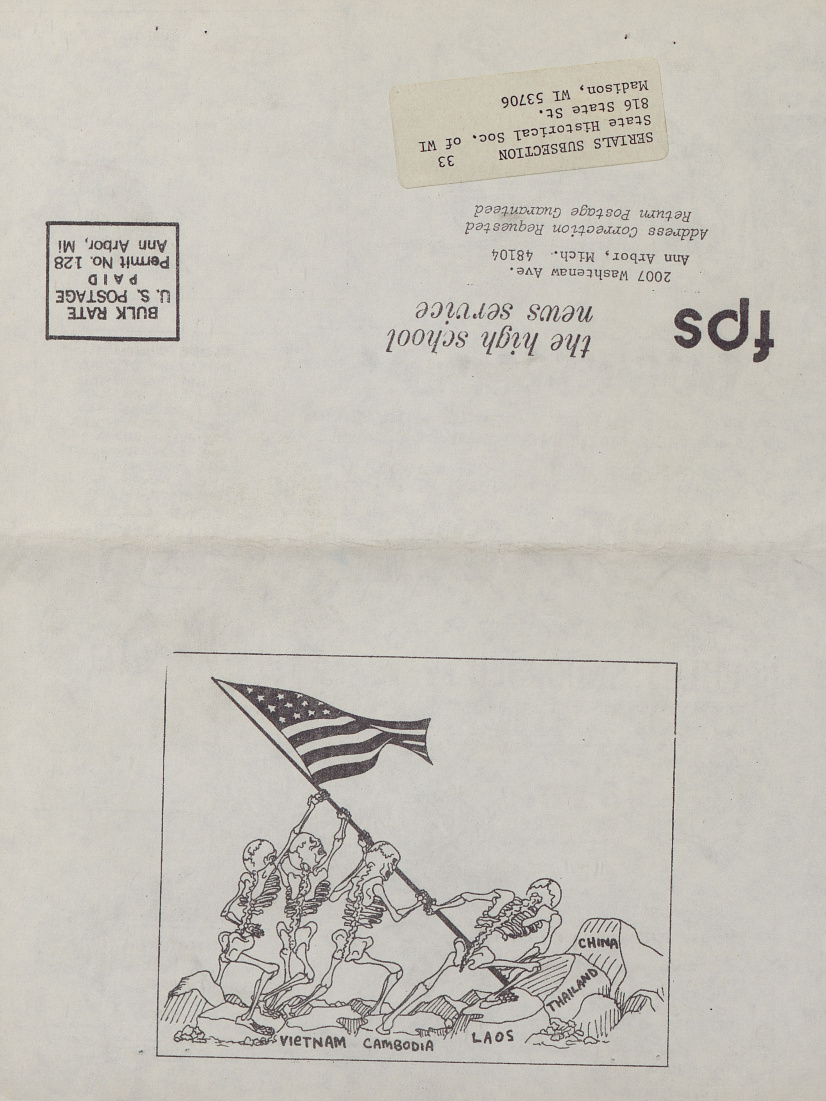 SERIALS SUBSECTION 33
State Historical Soc. of WI
816 State St.
Madison, WI 53706
fps
the high school
news service
2007 Washtenaw Ave.
Ann Arbor, Mich. 48104
Address Correction Requested
Return Postage Guaranteed
BULK RATE
U. S. POSTAGE
PAID
Permit No. 128
Ann Arbor, Mi
CHINA
THAILAND
VIETNAM CAMBODIA LAOS